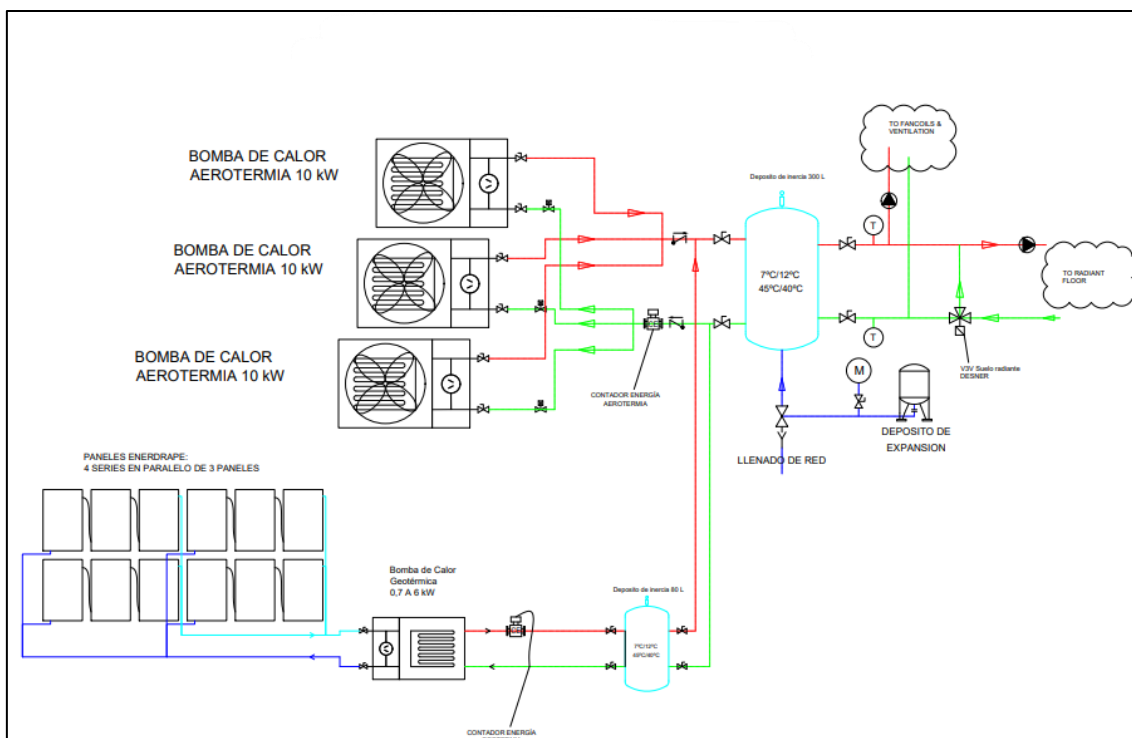 BOMBA DE CALOR
AEROTERMIA 10 kW
BOMBA DE CALOR
AEROTERMIA 10 kW
BOMBA DE CALOR
AEROTERMIA 10 kW
TO FANCOILS &
VENTILATION
Deposito de inercia 300 L
T
7ºC/12ºC
45ºC/40ºC
TO RADIANT
FLOOR
T
V3V Suelo radiante
DESNER
CONTADOR ENERGÍA
AEROTERMIA
M
DEPOSITO DE
EXPANSION
LLENADO DE RED
PANELES ENERDRAPE:
4 SERIES EN PARALELO DE 3 PANELES
Bomba de Calor
Geotérmica
0,7 A 6 kW
Deposito de inercia 80 L
7ºC/12ºC
45ºC/40ºC
CONTADOR ENERGÍA